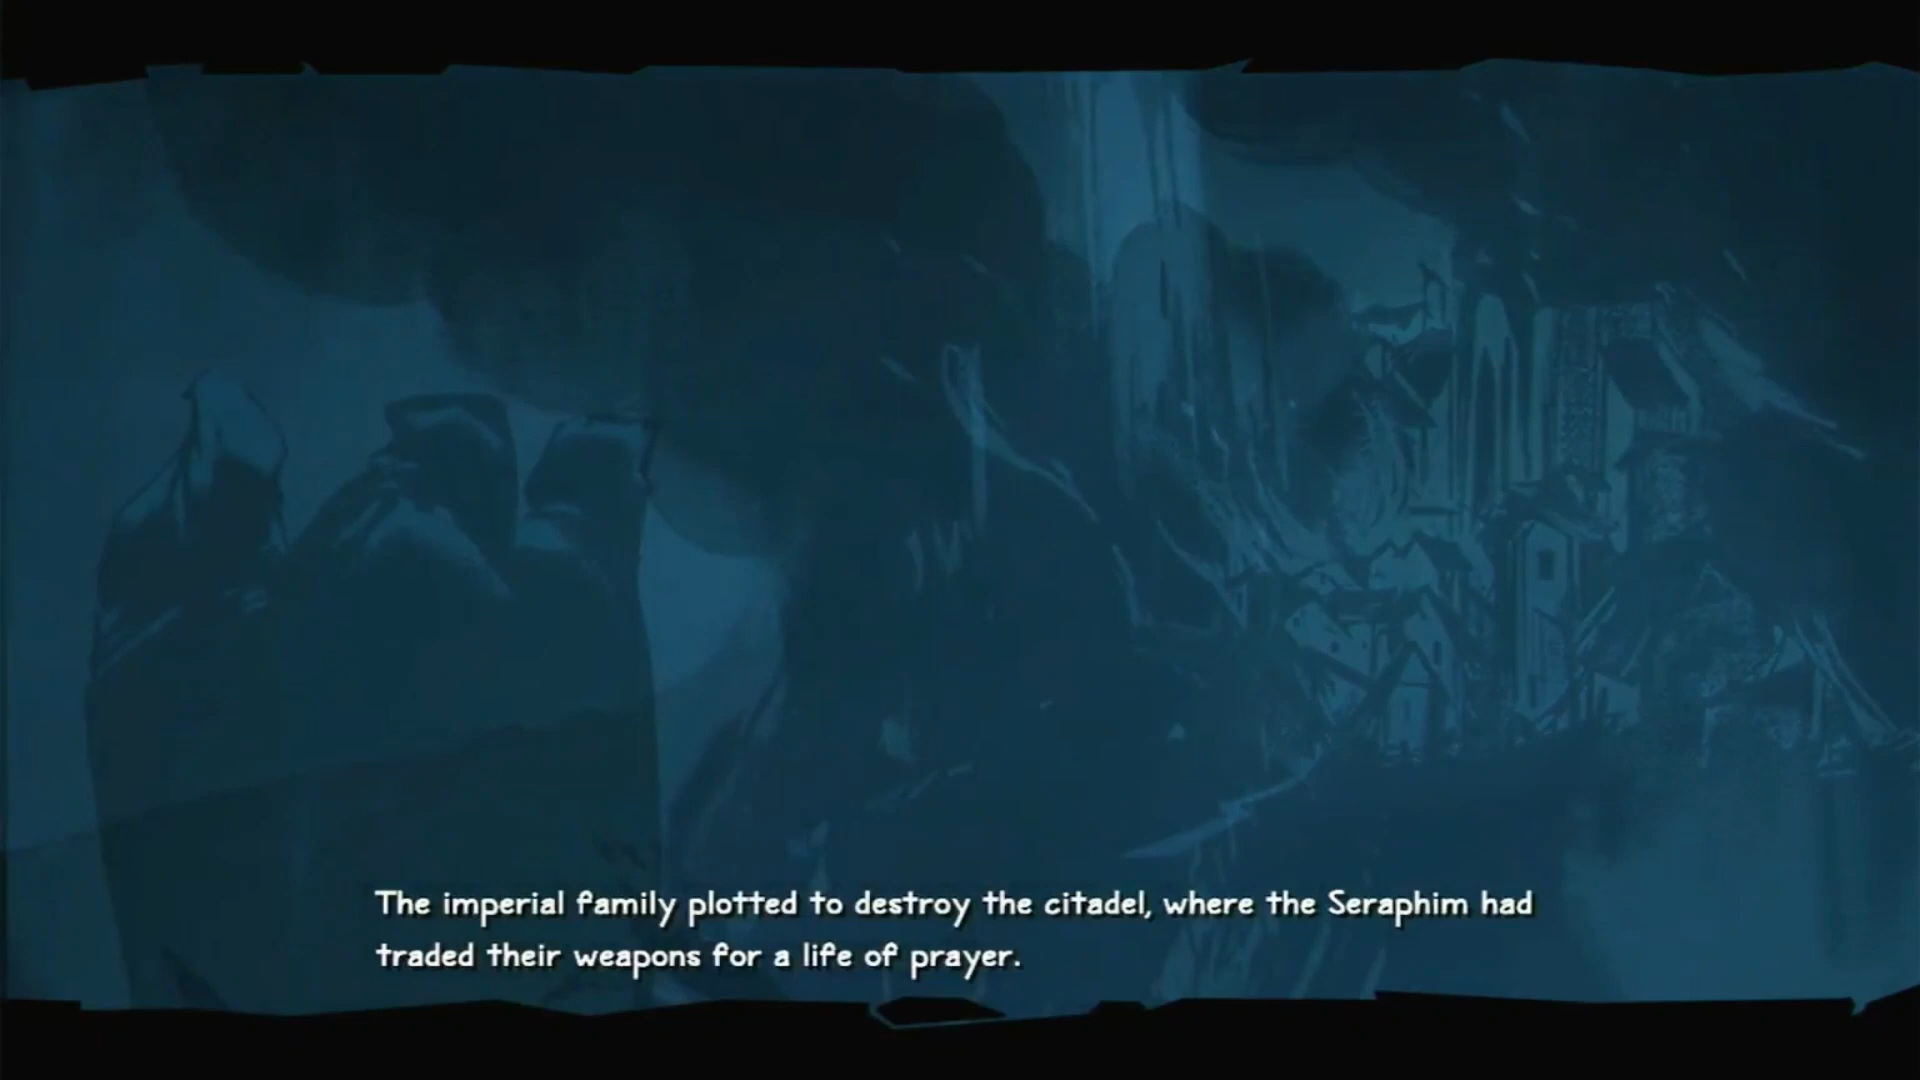 The imperial family plotted to destroy the citadel, where the Seraphim had
traded their weapons for a life of prayer.